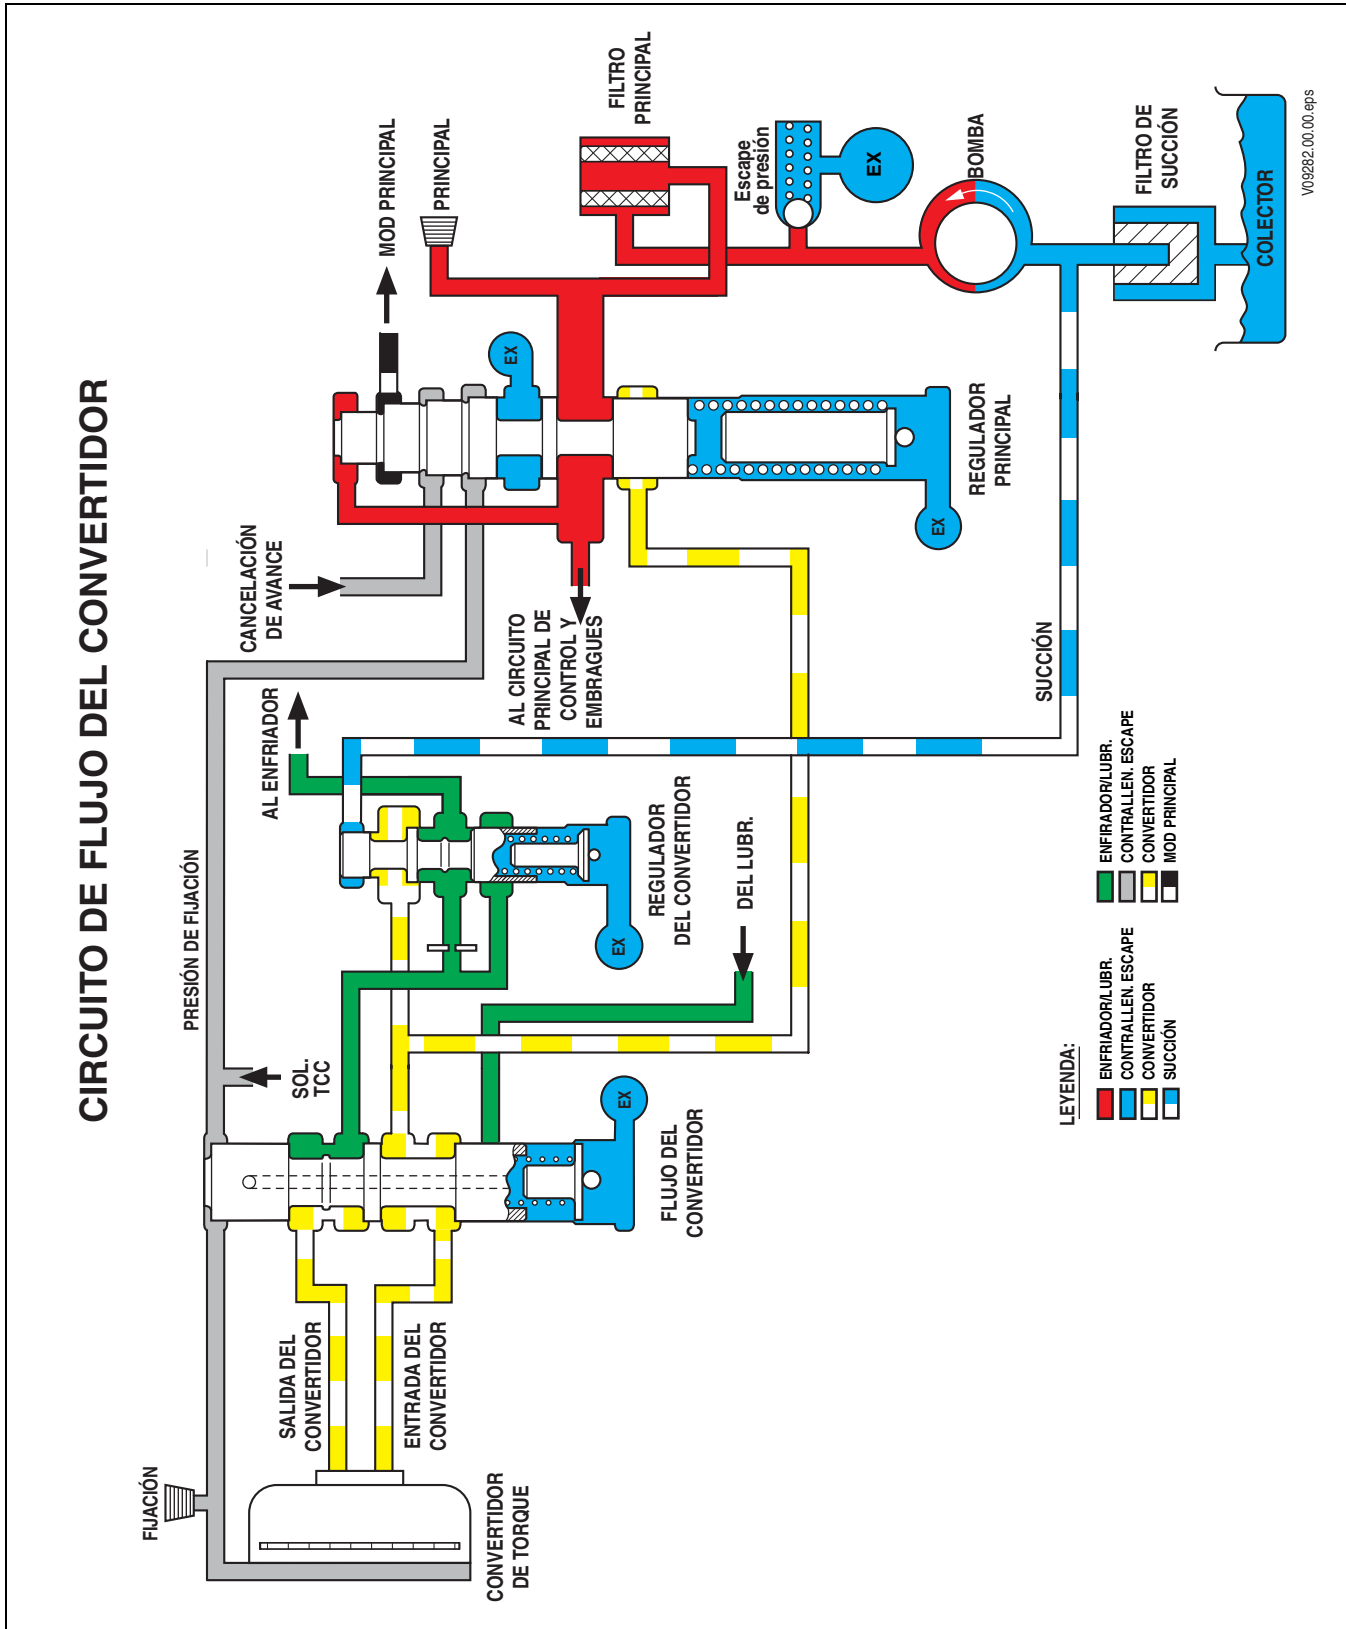 CIRCUITO DE FLUJO DEL CONVERTIDOR
FIJACIÓN
PRESIÓN DE FIJACIÓN
SOL.
TCC
AL ENFRIADOR
CANCELACIÓN
DE AVANCE
MOD PRINCIPAL
PRINCIPAL
FILTRO
PRINCIPAL
Escape
de presión
EX
BOMBA
FILTRO DE
SUCCIÓN
COLECTOR
EX
EX
REGULADOR
PRINCIPAL
AL CIRCUITO
PRINCIPAL DE
CONTROL Y
EMBRAGUES
SUCCIÓN
EX
REGULADOR
DEL CONVERTIDOR
DEL LUBR.
EX
FLUJO DEL
CONVERTIDOR
SALIDA DEL
CONVERTIDOR
ENTRADA DEL
CONVERTIDOR
CONVERTIDOR
DE TORQUE
LEYENDA:
ENFRIADOR/LUBR.
CONTRALLEN. ESCAPE
CONVERTIDOR
SUCCIÓN
ENFIRADOR/LUBR.
CONTRALLEN. ESCAPE
CONVERTIDOR
MOD PRINCIPAL
V09282.00.00.eps